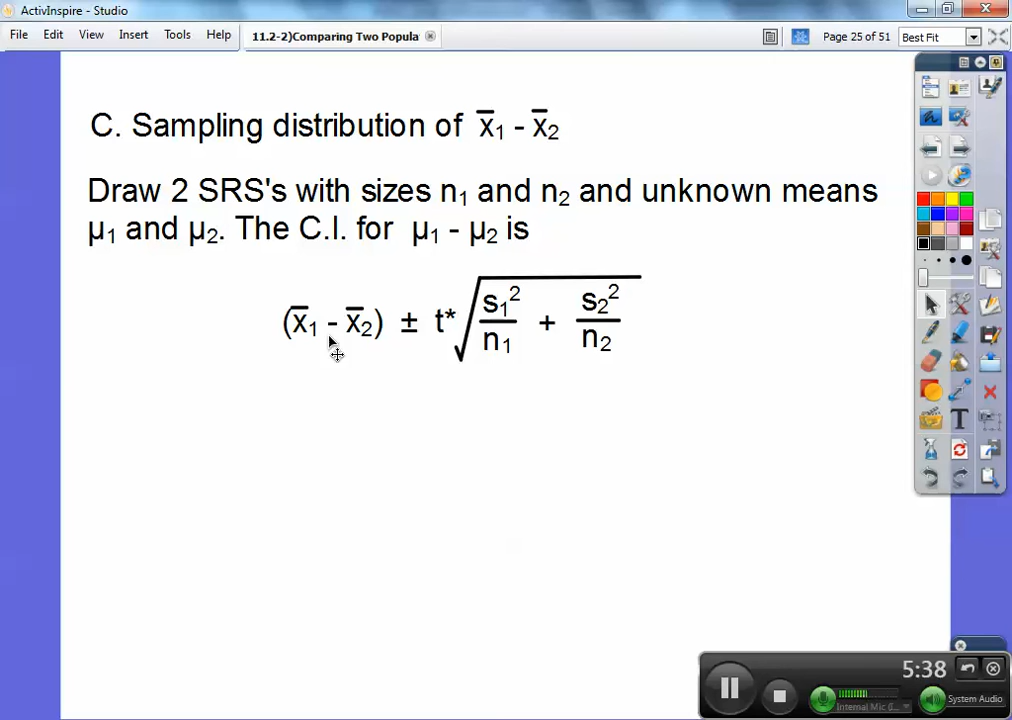 ActivInspire - Studio
File Edit View Insert Tools Help 11.2-2)Comparing Two Popula Page 25 of 51 Best Fit
C. Sampling distribution of x̅₁ - x̅₂
Draw 2 SRS's with sizes n₁ and n₂ and unknown means
µ₁ and µ₂. The C.I. for µ₁ - µ₂ is
(x̅₁ - x̅₂) ± t* √(s₁²/n₁ + s₂²/n₂)
T
5:38
Internal Mic (I... System Audio